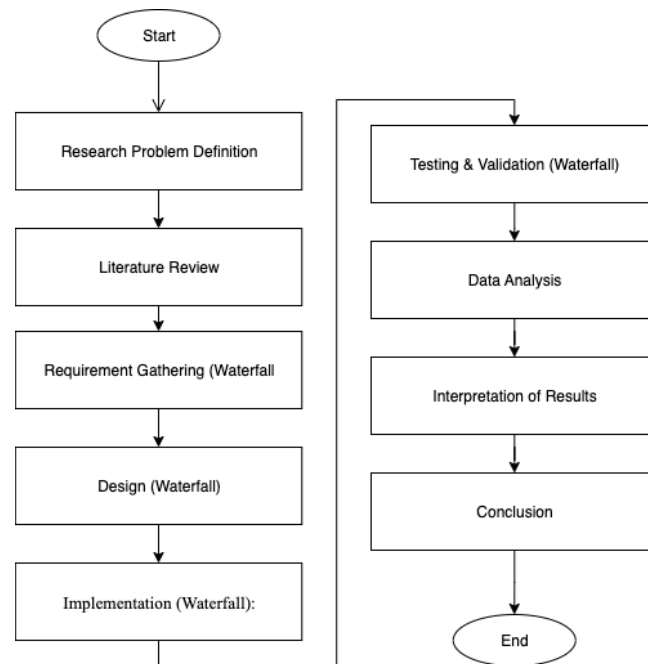 Start
Research Problem Definition
Literature Review
Requirement Gathering (Waterfall
Design (Waterfall)
Implementation (Waterfall):
Testing & Validation (Waterfall)
Data Analysis
Interpretation of Results
Conclusion
End